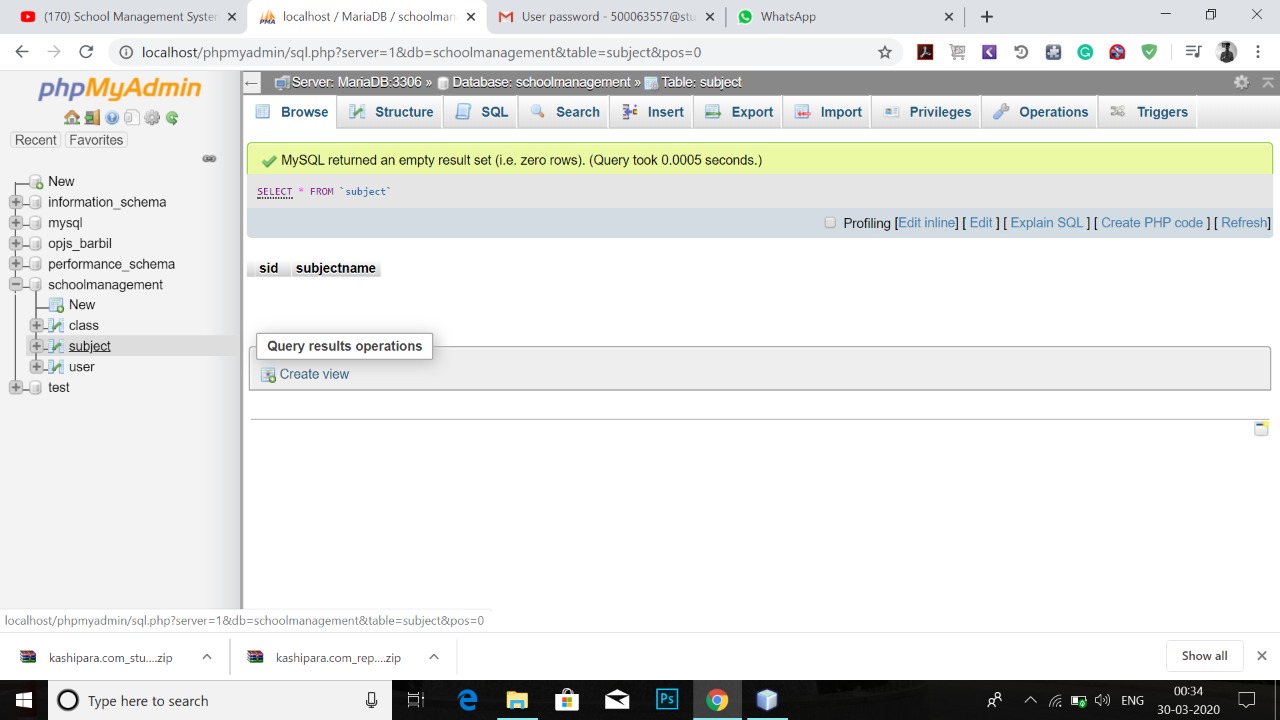 (170) School Management Syster
localhost / MariaDB / schoolman
User password - 500063557@stu
WhatsApp
localhost/phpmyadmin/sql.php?server=1&db=schoolmanagement&table=subject&pos=0
phpMyAdmin
Recent
Favorites
New
information_schema
mysql
opjs_barbil
performance_schema
schoolmanagement
New
class
subject
user
test
Server: MariaDB:3306 » Database: schoolmanagement » Table: subject
Browse Structure SQL Search Insert Export Import Privileges Operations Triggers
MySQL returned an empty result set (i.e. zero rows). (Query took 0.0005 seconds.)
SELECT * FROM `subject`
Profiling [Edit inline] [ Edit ] [ Explain SQL ] [ Create PHP code ] [ Refresh]
sid subjectname
Query results operations
Create view
localhost/phpmyadmin/sql.php?server=1&db=schoolmanagement&table=subject&pos=0
kashipara.com_stu....zip
kashipara.com_rep....zip
Show all
Type here to search
Ps
ENG
00:34
30-03-2020